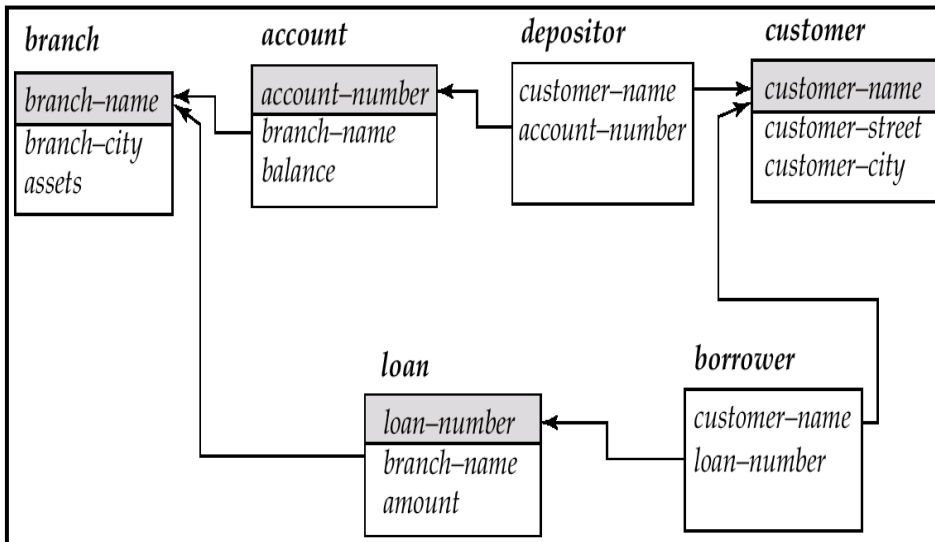 branch
branch–name
branch–city
assets
account
account–number
branch–name
balance
depositor
customer–name
account–number
customer
customer–name
customer–street
customer–city
loan
loan–number
branch–name
amount
borrower
customer–name
loan–number